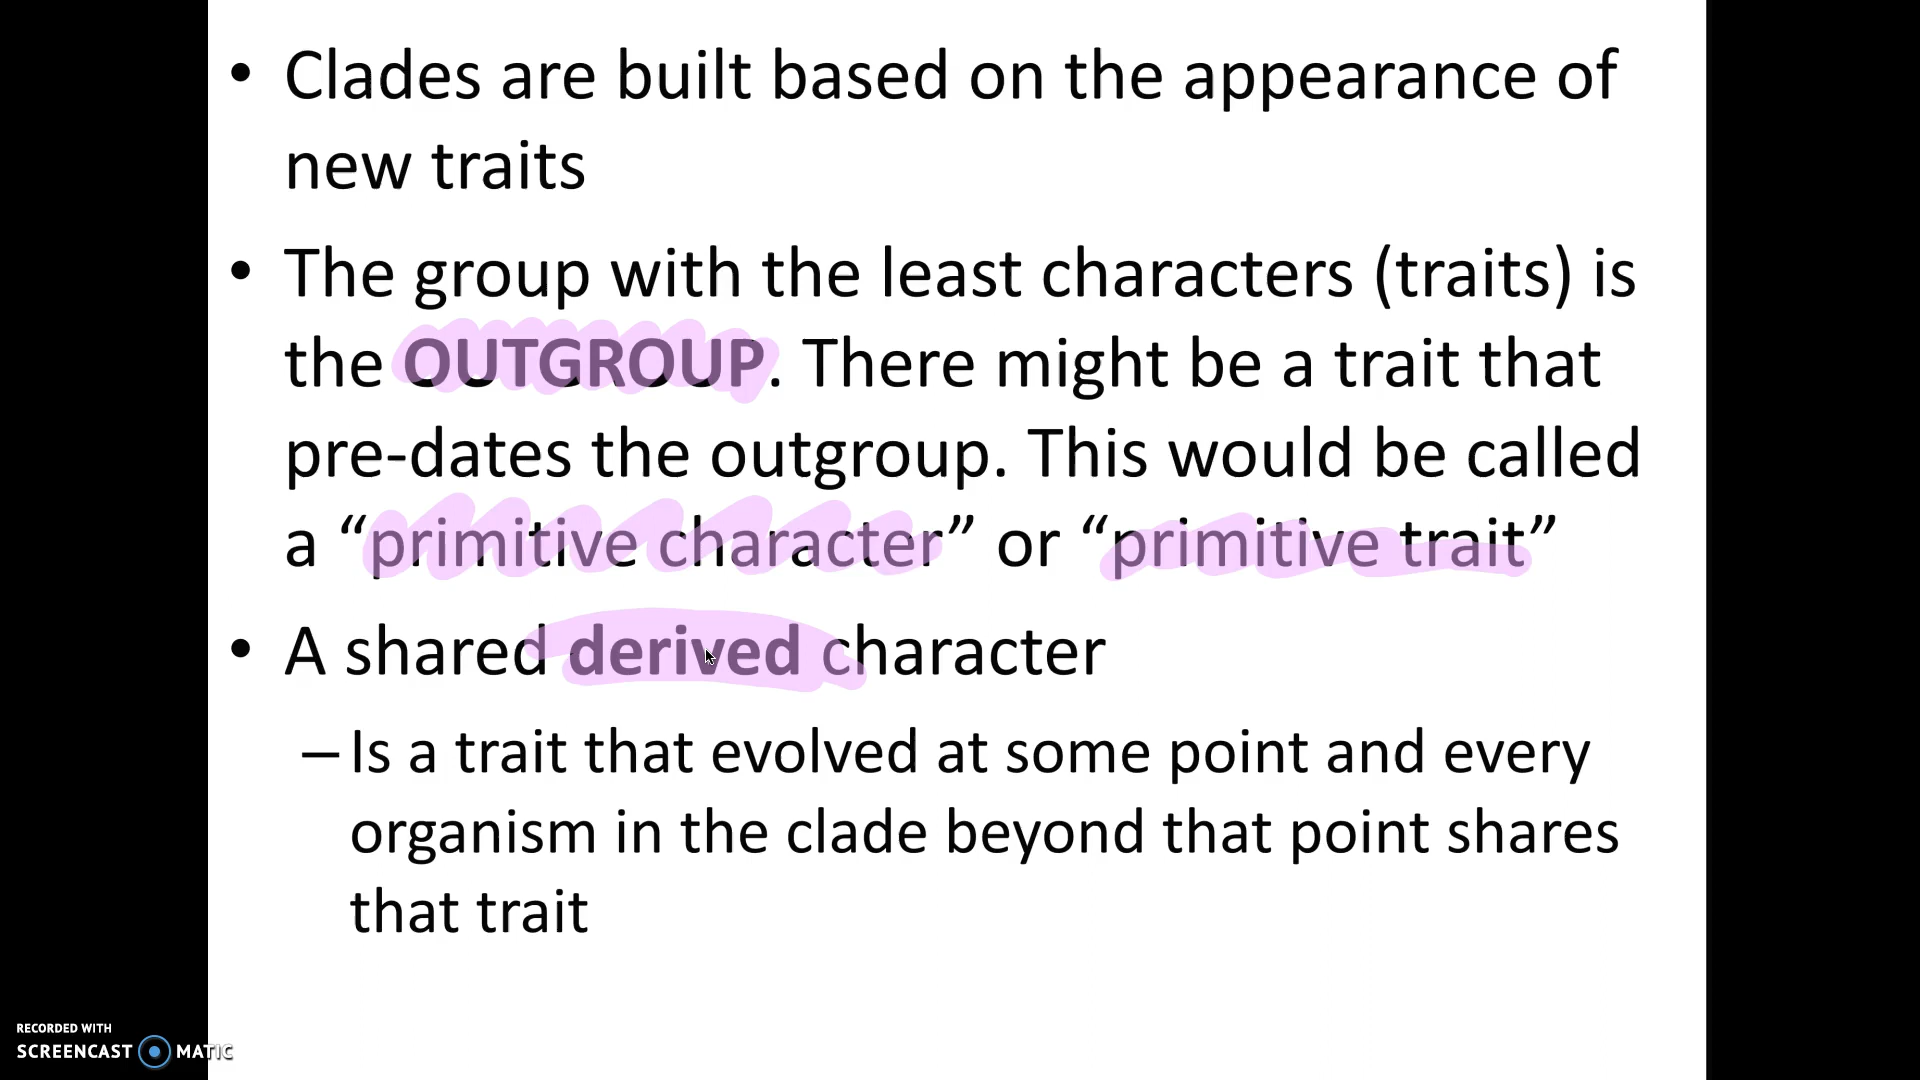 • Clades are built based on the appearance of
new traits
• The group with the least characters (traits) is
the OUTGROUP. There might be a trait that
pre-dates the outgroup. This would be called
a “primitive character” or “primitive trait”
• A shared derived character
– Is a trait that evolved at some point and every
organism in the clade beyond that point shares
that trait
RECORDED WITH
SCREENCAST MATIC